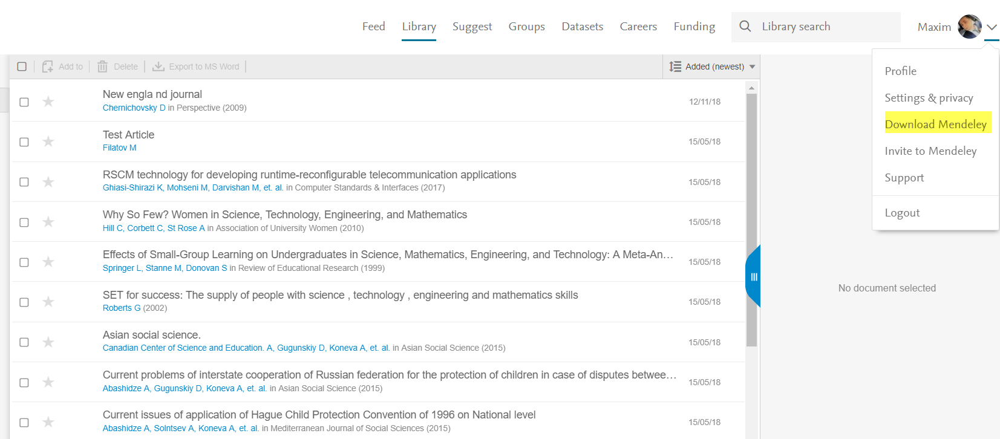 Feed Library Suggest Groups Datasets Careers Funding Library search Maxim
Add to Delete Export to MS Word Added (newest)
New engla nd journal
Chernichovsky D in Perspective (2009)
12/11/18
Test Article
Filatov M
15/05/18
RSCM technology for developing runtime-reconfigurable telecommunication applications
Ghiasi-Shirazi K, Mohseni M, Darvishan M, et. al. in Computer Standards & Interfaces (2017)
15/05/18
Why So Few? Women in Science, Technology, Engineering, and Mathematics
Hill C, Corbett C, St Rose A in Association of University Women (2010)
15/05/18
Effects of Small-Group Learning on Undergraduates in Science, Mathematics, Engineering, and Technology: A Meta-An…
Springer L, Stanne M, Donovan S in Review of Educational Research (1999)
15/05/18
SET for success: The supply of people with science , technology , engineering and mathematics skills
Roberts G (2002)
15/05/18
Asian social science.
Canadian Center of Science and Education. A, Gugunskiy D, Koneva A, et. al. in Asian Social Science (2015)
15/05/18
Current problems of interstate cooperation of Russian federation for the protection of children in case of disputes betwee…
Abashidze A, Gugunskiy D, Koneva A, et. al. in Asian Social Science (2015)
15/05/18
Current issues of application of Hague Child Protection Convention of 1996 on National level
Abashidze A, Solntsev A, Koneva A, et. al. in Mediterranean Journal of Social Sciences (2015)
15/05/18
Profile
Settings & privacy
Download Mendeley
Invite to Mendeley
Support
Logout
No document selected